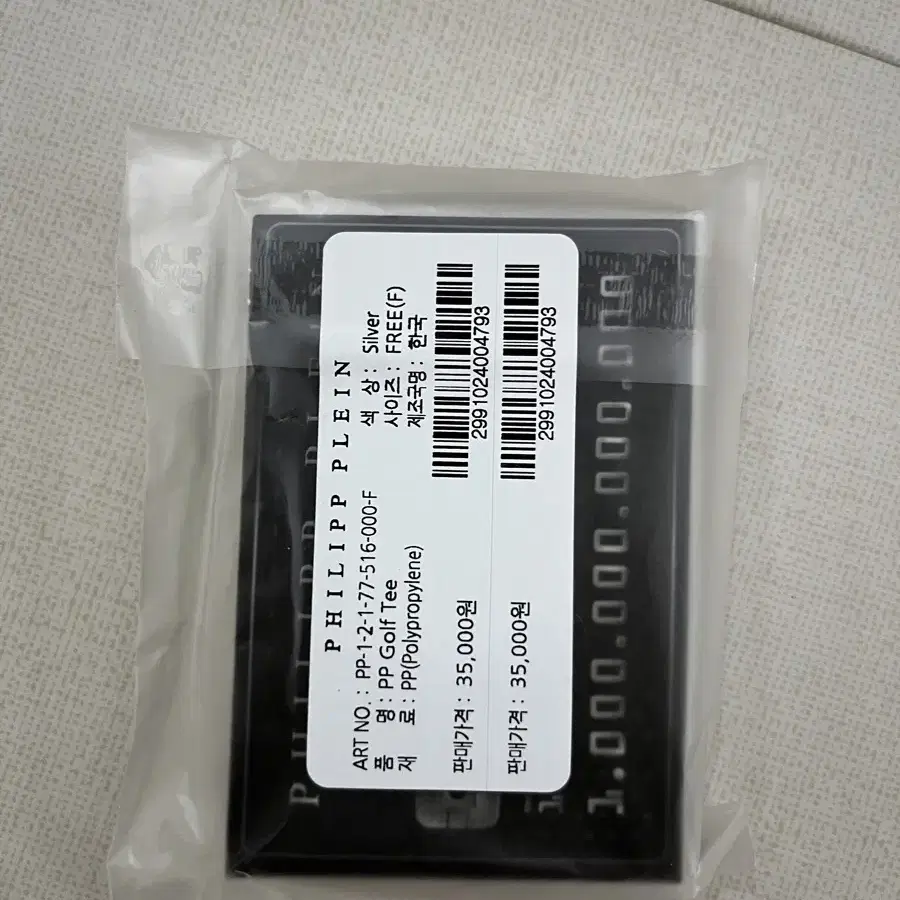 PHILIPP PLEIN
ART NO. : PP-1-2-1-77-516-000-F
색 상 : Silver
품 명 : PP Golf Tee
사이즈 : FREE(F)
재 료 : PP(Polypropylene)
제조국명 : 한국
판매가격 : 35,000원
2991024004793
판매가격 : 35,000원
2991024004793
PHILIPP PLEIN
1.000.000.000.000